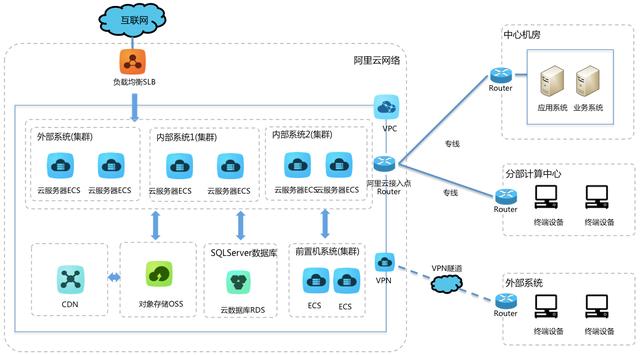 互联网
负载均衡SLB
阿里云网络
VPC
外部系统(集群)
云服务器ECS
云服务器ECS
内部系统1(集群)
云服务器ECS
云服务器ECS
内部系统2(集群)
云服务器ECS
云服务器ECS
阿里云接入点
Router
CDN
对象存储OSS
SQLServer数据库
云数据库RDS
前置机系统(集群)
ECS
ECS
VPN
专线
专线
VPN隧道
中心机房
Router
应用系统
业务系统
分部计算中心
Router
终端设备
终端设备
外部系统
Router
终端设备
终端设备